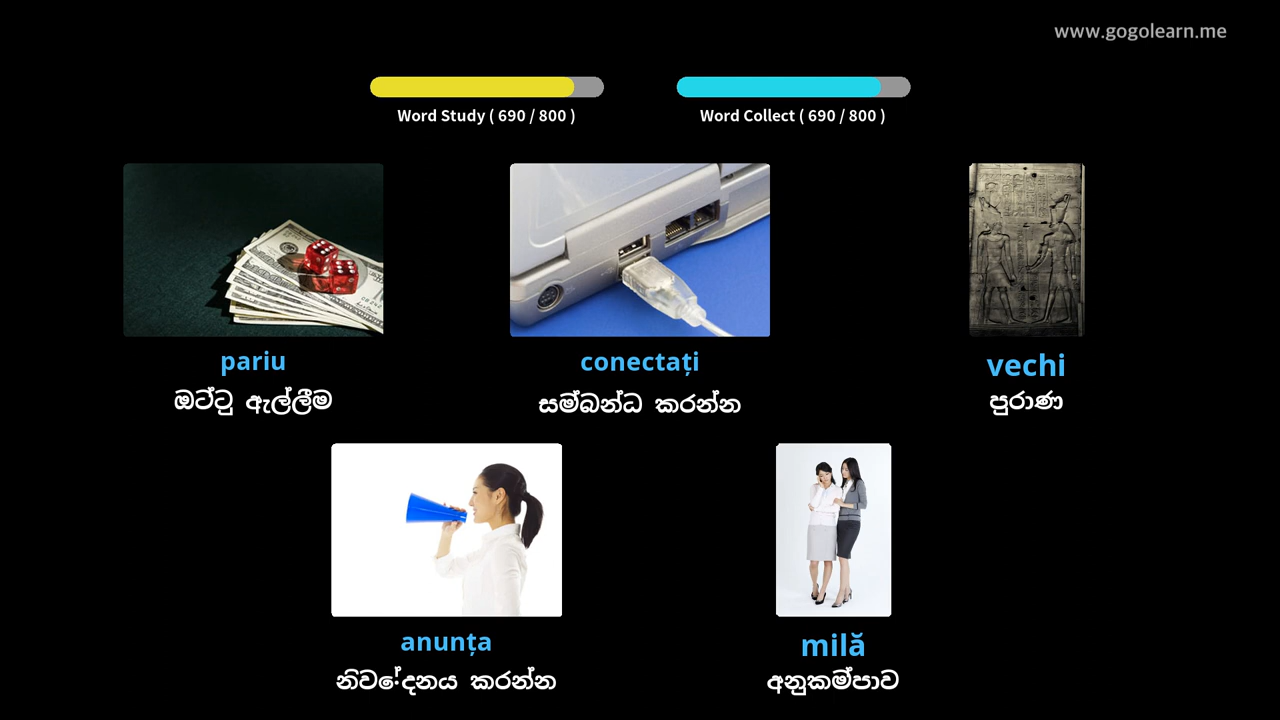 www.gogolearn.me
Word Study ( 690 / 800 )
Word Collect ( 690 / 800 )
pariu
ඔට්ටු ඇල්ලීම
conectați
සම්බන්ධ කරන්න
vechi
පුරාණ
anunța
නිවේදනය කරන්න
milă
අනුකම්පාව